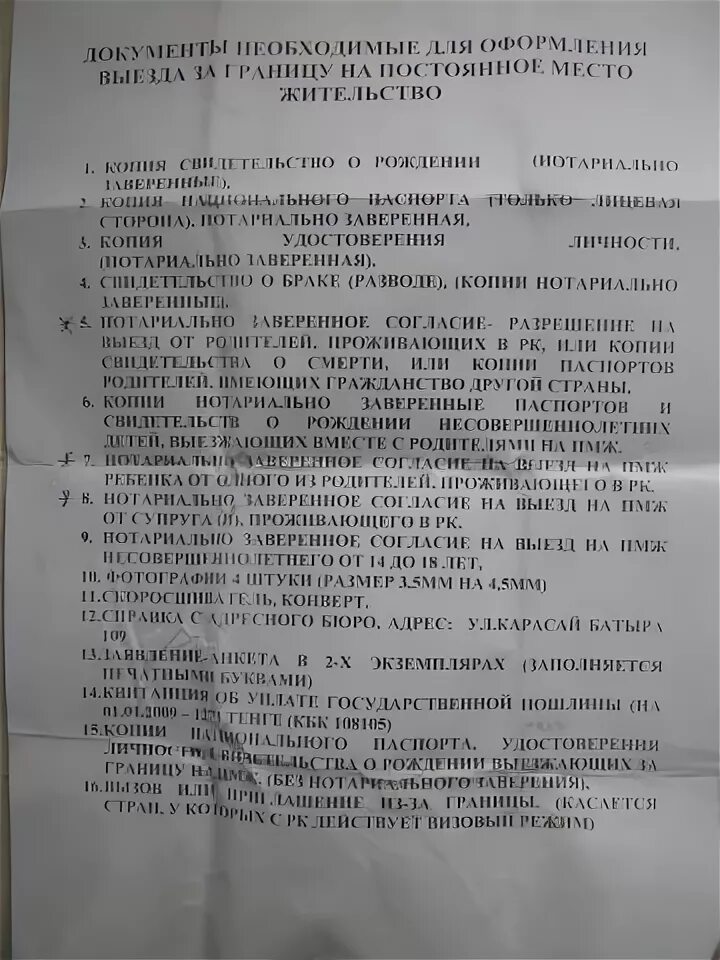 ДОКУМЕНТЫ НЕОБХОДИМЫЕ ДЛЯ ОФОРМЛЕНИЯ
ВЫЕЗДА ЗА ГРАНИЦУ НА ПОСТОЯННОЕ МЕСТО
ЖИТЕЛЬСТВО
1. КОПИЯ СВИДЕТЕЛЬСТВО О РОЖДЕНИИ (НОТАРИАЛЬНО
ЗАВЕРЕННЫЕ).
2. КОПИЯ НАЦИОНАЛЬНОГО ПАСПОРТА (ТОЛЬКО ЛИЦЕВАЯ
СТОРОНА). НОТАРИАЛЬНО ЗАВЕРЕННАЯ.
3. КОПИЯ УДОСТОВЕРЕНИЯ ЛИЧНОСТИ.
(НОТАРИАЛЬНО ЗАВЕРЕННАЯ).
4. СВИДЕТЕЛЬСТВО О БРАКЕ (РАЗВОДЕ), (КОПИИ НОТАРИАЛЬНО
ЗАВЕРЕННЫЕ).
5. НОТАРИАЛЬНО ЗАВЕРЕННОЕ СОГЛАСИЕ- РАЗРЕШЕНИЕ НА
ВЫЕЗД ОТ РОДИТЕЛЕЙ, ПРОЖИВАЮЩИХ В РК, ИЛИ КОПИИ
СВИДЕТЕЛЬСТВА О СМЕРТИ, ИЛИ КОПИИ ПАСПОРТОВ
РОДИТЕЛЕЙ, ИМЕЮЩИХ ГРАЖДАНСТВО ДРУГОЙ СТРАНЫ.
6. КОПИИ НОТАРИАЛЬНО ЗАВЕРЕННЫЕ ПАСПОРТОВ И
СВИДЕТЕЛЬСТВ О РОЖДЕНИИ НЕСОВЕРШЕННОЛЕТНИХ
ДЕТЕЙ, ВЫЕЗЖАЮЩИХ ВМЕСТЕ С РОДИТЕЛЯМИ НА ПМЖ.
7. НОТАРИАЛЬНО ЗАВЕРЕННОЕ СОГЛАСИЕ НА ВЫЕЗД НА ПМЖ
РЕБЕНКА ОТ ОДНОГО ИЗ РОДИТЕЛЕЙ, ПРОЖИВАЮЩЕГО В РК.
8. НОТАРИАЛЬНО ЗАВЕРЕННОЕ СОГЛАСИЕ НА ВЫЕЗД НА ПМЖ
ОТ СУПРУГА (И), ПРОЖИВАЮЩЕГО В РК.
9. НОТАРИАЛЬНО ЗАВЕРЕННОЕ СОГЛАСИЕ НА ВЫЕЗД НА ПМЖ
НЕСОВЕРШЕННОЛЕТНЕГО ОТ 14 ДО 18 ЛЕТ,
10. ФОТОГРАФИИ 4 ШТУКИ (РАЗМЕР 3.5ММ НА 4,5ММ)
11.СКОРОСШИВАТЕЛЬ, КОНВЕРТ.
12.СПРАВКА С АДРЕСНОГО БЮРО. АДРЕС: УЛ.КАРАСАЙ БАТЫРА
109
13.ЗАЯВЛЕНИЕ-АНКЕТА В 2-Х ЭКЗЕМПЛЯРАХ (ЗАПОЛНЯЕТСЯ
ПЕЧАТНЫМИ БУКВАМИ)
14.КВИТАНЦИЯ ОБ УПЛАТЕ ГОСУДАРСТВЕННОЙ ПОШЛИНЫ (НА
01.01.2009 – ТЕНГЕ (КБК 108105)
15.КОПИИ НАЦИОНАЛЬНОГО ПАСПОРТА, УДОСТОВЕРЕНИИ
ЛИЧНОСТИ, СВИДЕТЕЛЬСТВА О РОЖДЕНИИ ВЫЕЗЖАЮЩИХ ЗА
ГРАНИЦУ НА ПМЖ. (БЕЗ НОТАРИАЛЬНОГО ЗАВЕРЕНИЯ).
16.ВЫЗОВ ИЛИ ПРИГЛАШЕНИЕ ИЗ-ЗА ГРАНИЦЫ. (КАСАЕТСЯ
СТРАН, У КОТОРЫХ С РК ДЕЙСТВУЕТ ВИЗОВЫЙ РЕЖИМ)